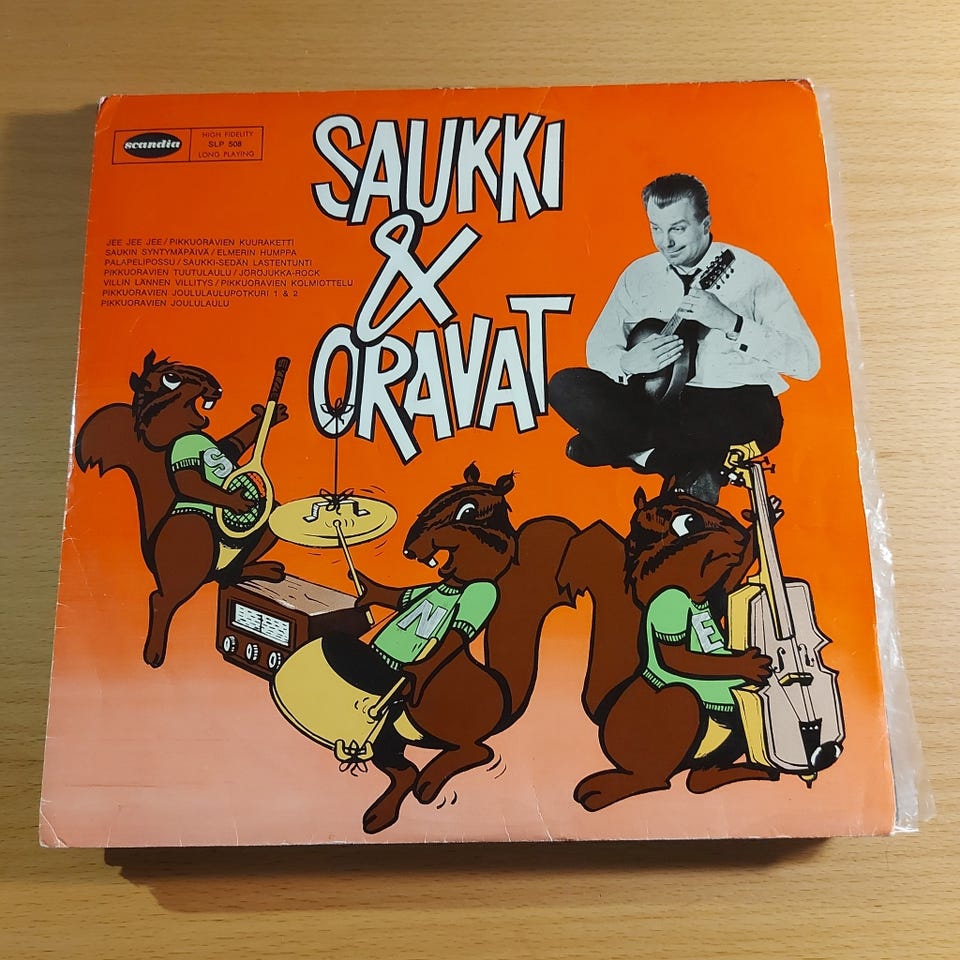 scandia
HIGH FIDELITY
SLP 508
LONG PLAYING
SAUKKI
&
ORAVAT
JEE JEE JEE / PIKKUORAVIEN KUURAKETTI
SAUKIN SYNTYMÄPÄIVÄ / ELMERIN HUMPPA
PALAPELIPOSSU / SAUKKI-SEDÄN LASTENTUNTI
PIKKUORAVIEN TUUTULAULU / JÖRÖJUKKA-ROCK
VILLIN LÄNNEN VILLITYS / PIKKUORAVIEN KOLMIOTTELU
PIKKUORAVIEN JOULULAULUPOTKURI 1 & 2
PIKKUORAVIEN JOULULAULU
S
N
E